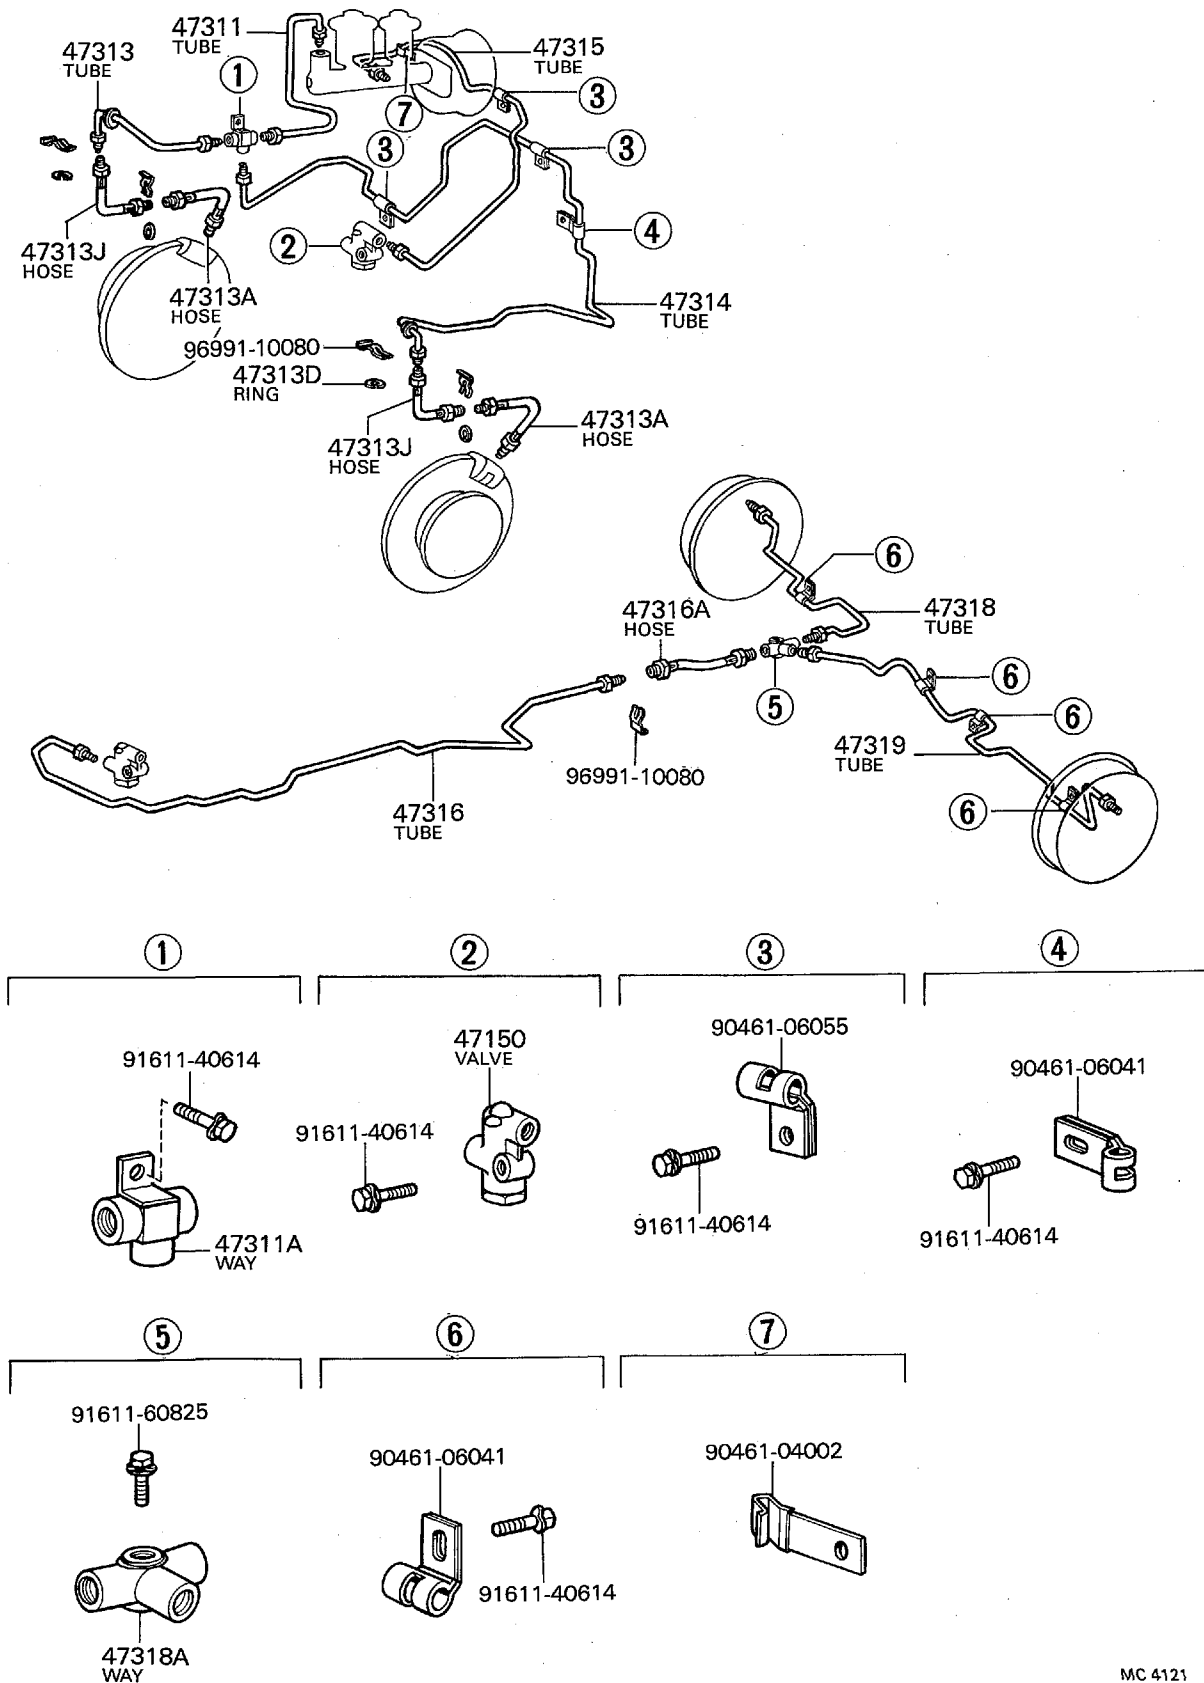 47311
TUBE
47313
TUBE
1
47315
TUBE
3
7
3
3
4
2
47313J
HOSE
47313A
HOSE
47314
TUBE
96991-10080
47313D
RING
47313A
HOSE
47313J
HOSE
6
47316A
HOSE
47318
TUBE
6
5
6
47319
TUBE
96991-10080
47316
TUBE
6
1
2
3
4
91611-40614
47311A
WAY
47150
VALVE
91611-40614
90461-06055
91611-40614
90461-06041
91611-40614
5
6
7
91611-60825
47318A
WAY
90461-06041
91611-40614
90461-04002
MC 4121